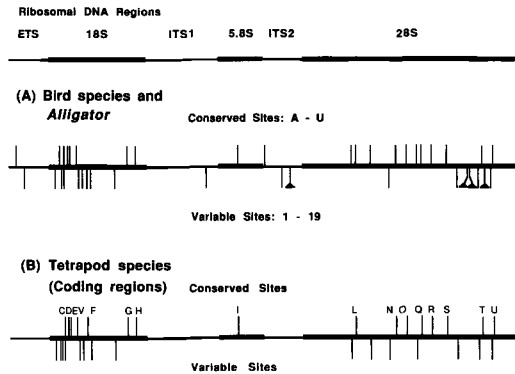 Ribosomal DNA Regions
ETS 18S ITS1 5.8S ITS2 28S
(A) Bird species and
Alligator
Conserved Sites: A - U
Variable Sites: 1 - 19
(B) Tetrapod species
(Coding regions)
Conserved Sites
CDEV F G H I L N O Q R S T U
Variable Sites